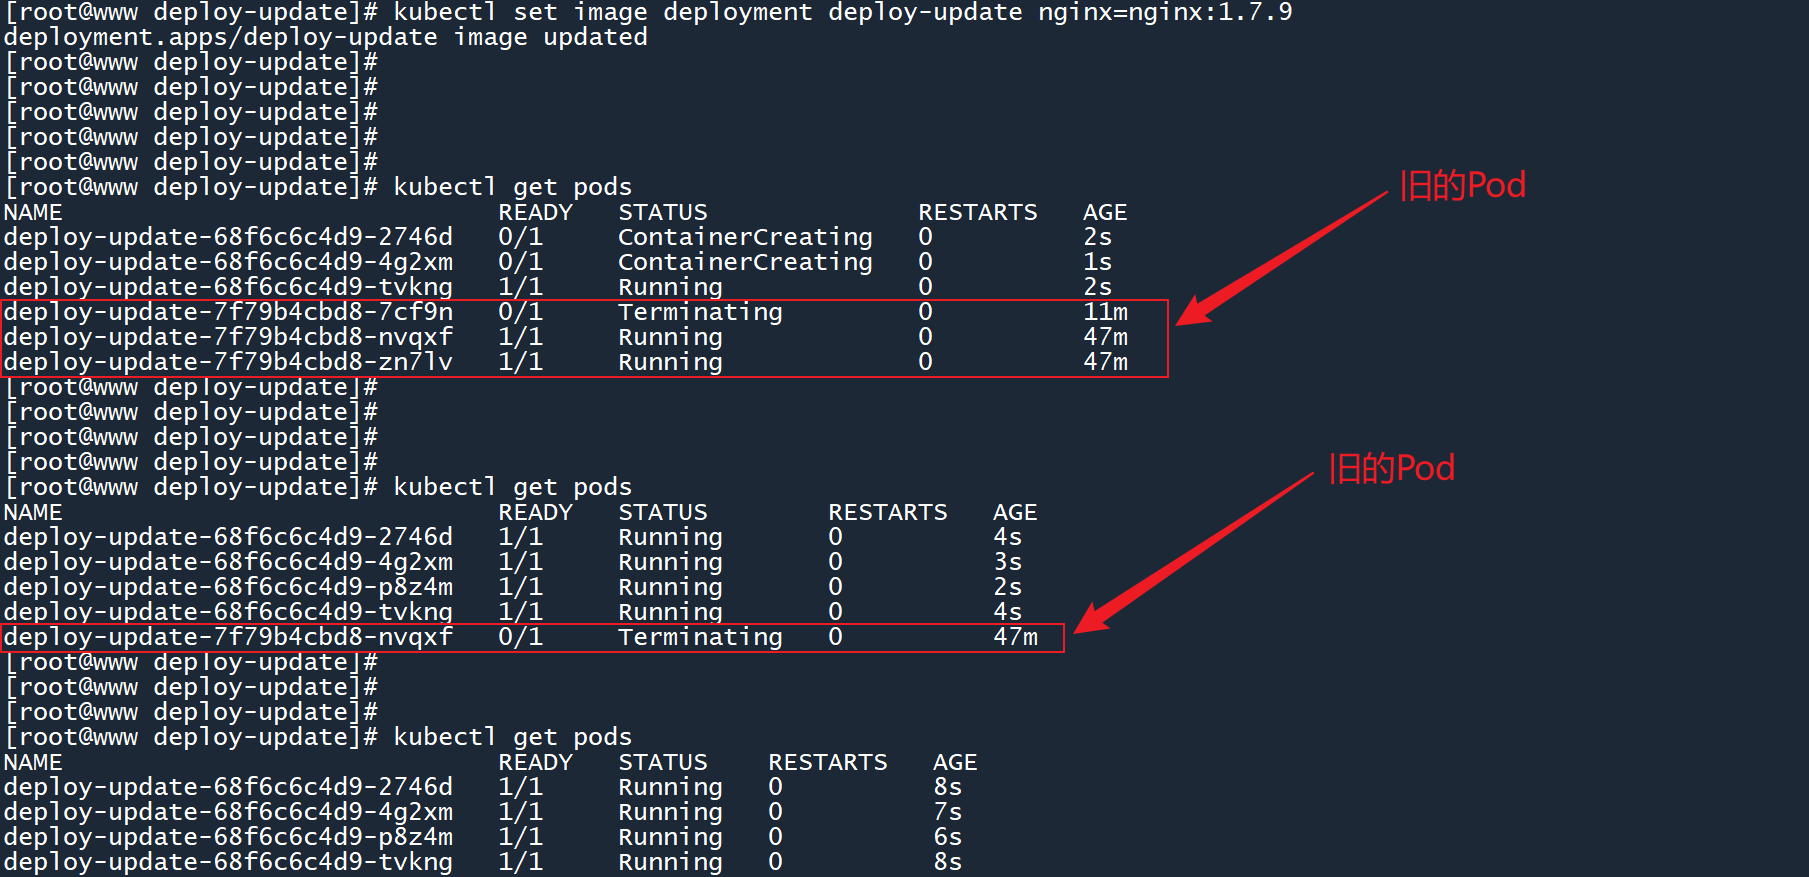 [root@www deploy-update]# kubectl set image deployment deploy-update nginx=nginx:1.7.9
deployment.apps/deploy-update image updated
[root@www deploy-update]#
[root@www deploy-update]#
[root@www deploy-update]#
[root@www deploy-update]#
[root@www deploy-update]#
[root@www deploy-update]# kubectl get pods
旧的Pod
NAME READY STATUS RESTARTS AGE
deploy-update-68f6c6c4d9-2746d 0/1 ContainerCreating 0 2s
deploy-update-68f6c6c4d9-4g2xm 0/1 ContainerCreating 0 1s
deploy-update-68f6c6c4d9-tvkng 1/1 Running 0 2s
deploy-update-7f79b4cbd8-7cf9n 0/1 Terminating 0 11m
deploy-update-7f79b4cbd8-nvqxf 1/1 Running 0 47m
deploy-update-7f79b4cbd8-zn7lv 1/1 Running 0 47m
[root@www deploy-update]#
[root@www deploy-update]#
[root@www deploy-update]#
[root@www deploy-update]#
旧的Pod
[root@www deploy-update]# kubectl get pods
NAME READY STATUS RESTARTS AGE
deploy-update-68f6c6c4d9-2746d 1/1 Running 0 4s
deploy-update-68f6c6c4d9-4g2xm 1/1 Running 0 3s
deploy-update-68f6c6c4d9-p8z4m 1/1 Running 0 2s
deploy-update-68f6c6c4d9-tvkng 1/1 Running 0 4s
deploy-update-7f79b4cbd8-nvqxf 0/1 Terminating 0 47m
[root@www deploy-update]#
[root@www deploy-update]#
[root@www deploy-update]#
[root@www deploy-update]# kubectl get pods
NAME READY STATUS RESTARTS AGE
deploy-update-68f6c6c4d9-2746d 1/1 Running 0 8s
deploy-update-68f6c6c4d9-4g2xm 1/1 Running 0 7s
deploy-update-68f6c6c4d9-p8z4m 1/1 Running 0 6s
deploy-update-68f6c6c4d9-tvkng 1/1 Running 0 8s